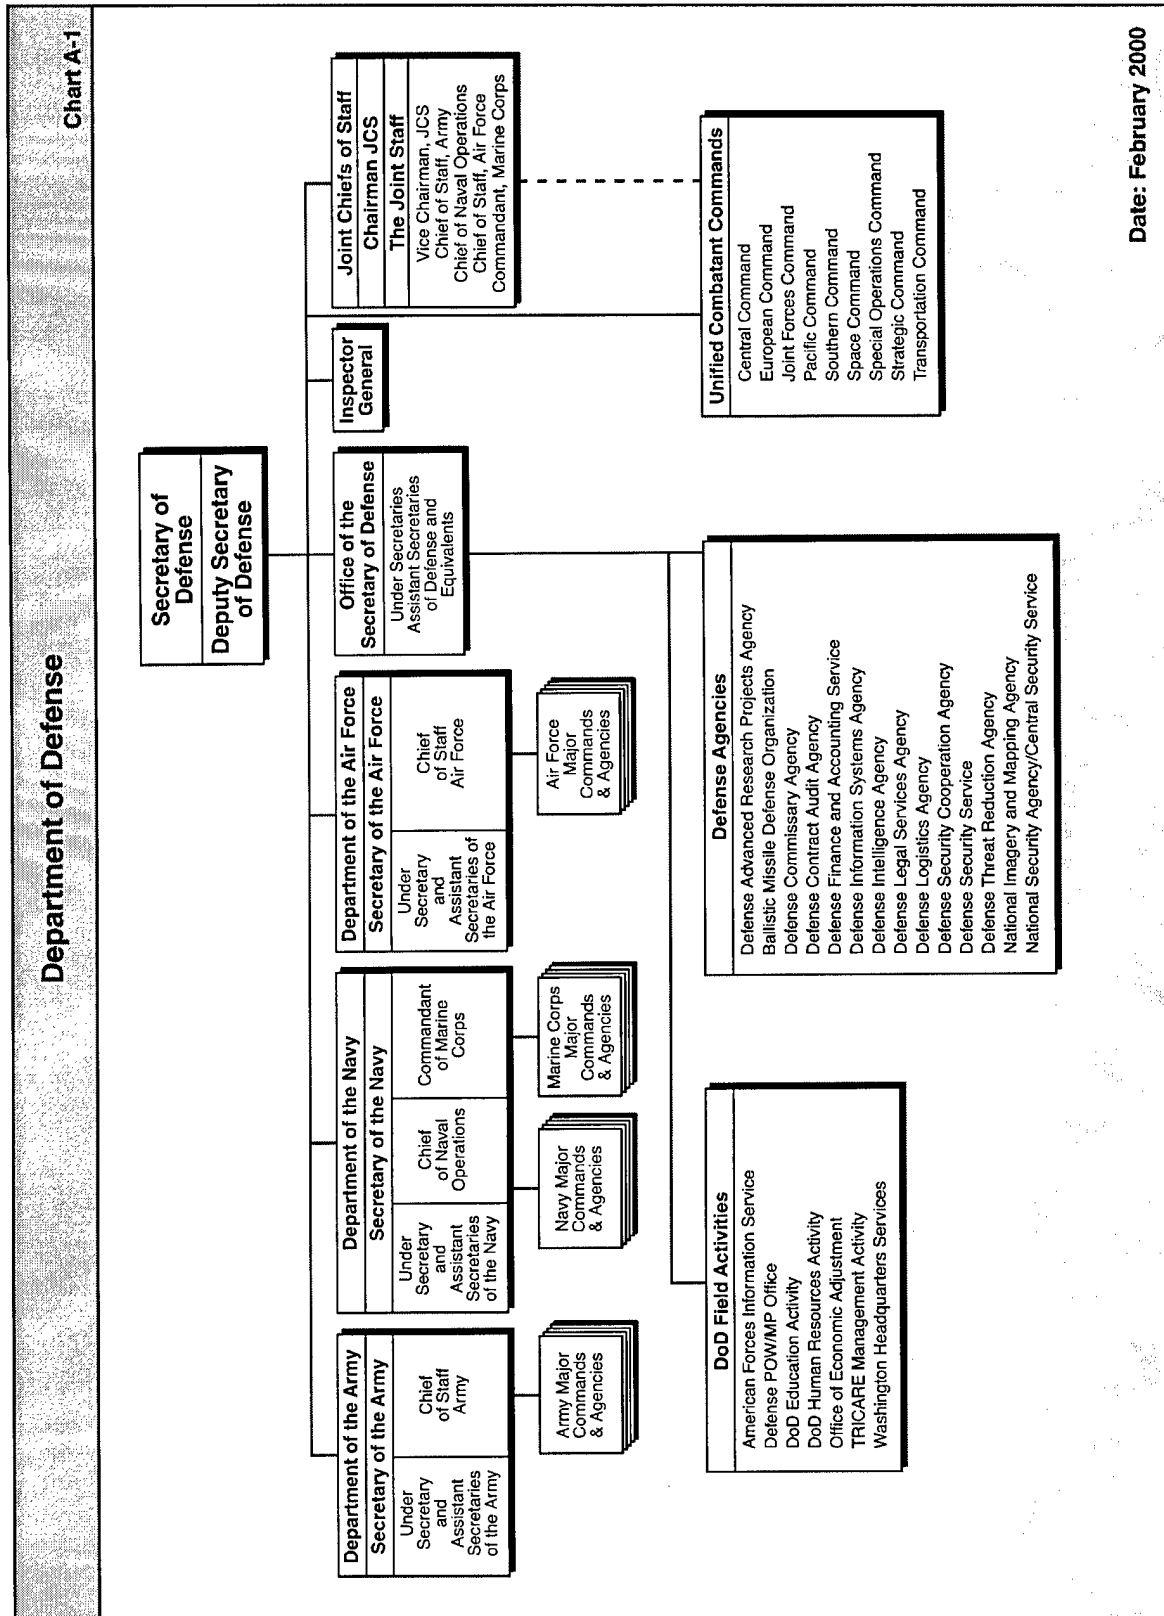 Department of Defense
Chart A-1
Secretary of
Defense
Deputy Secretary
of Defense
Department of the Army
Secretary of the Army
Under
Secretary
and
Assistant
Secretaries
of the Army
Chief
of Staff
Army
Army Major
Commands
& Agencies
Department of the Navy
Secretary of the Navy
Under
Secretary
and
Assistant
Secretaries
of the Navy
Chief
of Naval
Operations
Commandant
of Marine
Corps
Navy Major
Commands
& Agencies
Marine Corps
Major
Commands
& Agencies
Department of the Air Force
Secretary of the Air Force
Under
Secretary
and
Assistant
Secretaries of
the Air Force
Chief
of Staff
Air Force
Air Force
Major
Commands
& Agencies
Office of the
Secretary of Defense
Under Secretaries
Assistant Secretaries
of Defense and
Equivalents
Inspector
General
Joint Chiefs of Staff
Chairman JCS
The Joint Staff
Vice Chairman, JCS
Chief of Staff, Army
Chief of Naval Operations
Chief of Staff, Air Force
Commandant, Marine Corps
DoD Field Activities
American Forces Information Service
Defense POW/MP Office
DoD Education Activity
DoD Human Resources Activity
Office of Economic Adjustment
TRICARE Management Activity
Washington Headquarters Services
Defense Agencies
Defense Advanced Research Projects Agency
Ballistic Missile Defense Organization
Defense Commissary Agency
Defense Contract Audit Agency
Defense Finance and Accounting Service
Defense Information Systems Agency
Defense Intelligence Agency
Defense Legal Services Agency
Defense Logistics Agency
Defense Security Cooperation Agency
Defense Security Service
Defense Threat Reduction Agency
National Imagery and Mapping Agency
National Security Agency/Central Security Service
Unified Combatant Commands
Central Command
European Command
Joint Forces Command
Pacific Command
Southern Command
Space Command
Special Operations Command
Strategic Command
Transportation Command
Date: February 2000